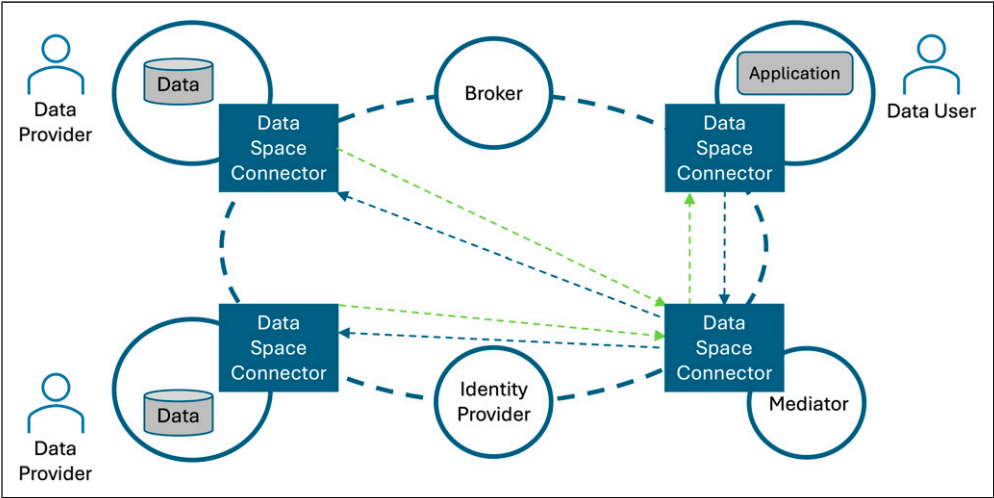 Data
Provider
Data
Data
Space
Connector
Broker
Application
Data
Space
Connector
Data User
Data
Space
Connector
Data
Data
Provider
Identity
Provider
Data
Space
Connector
Mediator